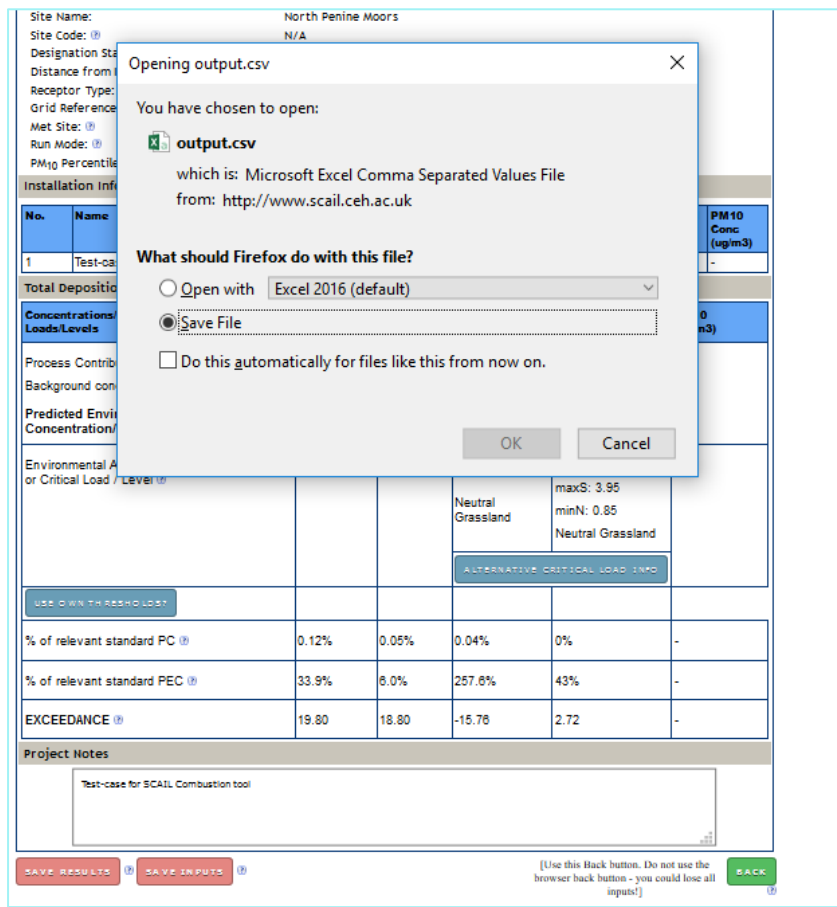 Site Name: North Penine Moors
Site Code: N/A
Designation Sta
Distance from
Receptor Type:
Grid Reference
Met Site:
Run Mode:
PM10 Percentile
Opening output.csv
You have chosen to open:
output.csv
which is: Microsoft Excel Comma Separated Values File
from: http://www.scail.ceh.ac.uk
What should Firefox do with this file?
Open with Excel 2016 (default)
Save File
Do this automatically for files like this from now on.
OK Cancel
Installation Inf
No. Name PM10 Conc (ug/m3)
1 Test-ca -
Total Depositio
Concentrations/
Loads/Levels
Process Contrib
Background con
Predicted Envi
Concentration/
Environmental A
or Critical Load / Level
Neutral
Grassland
maxS: 3.95
minN: 0.85
Neutral Grassland
ALTERNATIVE CRITICAL LOAD INFO
USE OWN THRESHOLDS?
% of relevant standard PC 0.12% 0.05% 0.04% 0% -
% of relevant standard PEC 33.9% 6.0% 257.6% 43% -
EXCEEDANCE 19.80 18.80 -15.76 2.72 -
Project Notes
Test-case for SCAIL Combustion tool
SAVE RESULTS SAVE INPUTS
[Use this Back button. Do not use the
browser back button - you could lose all
inputs!]
BACK